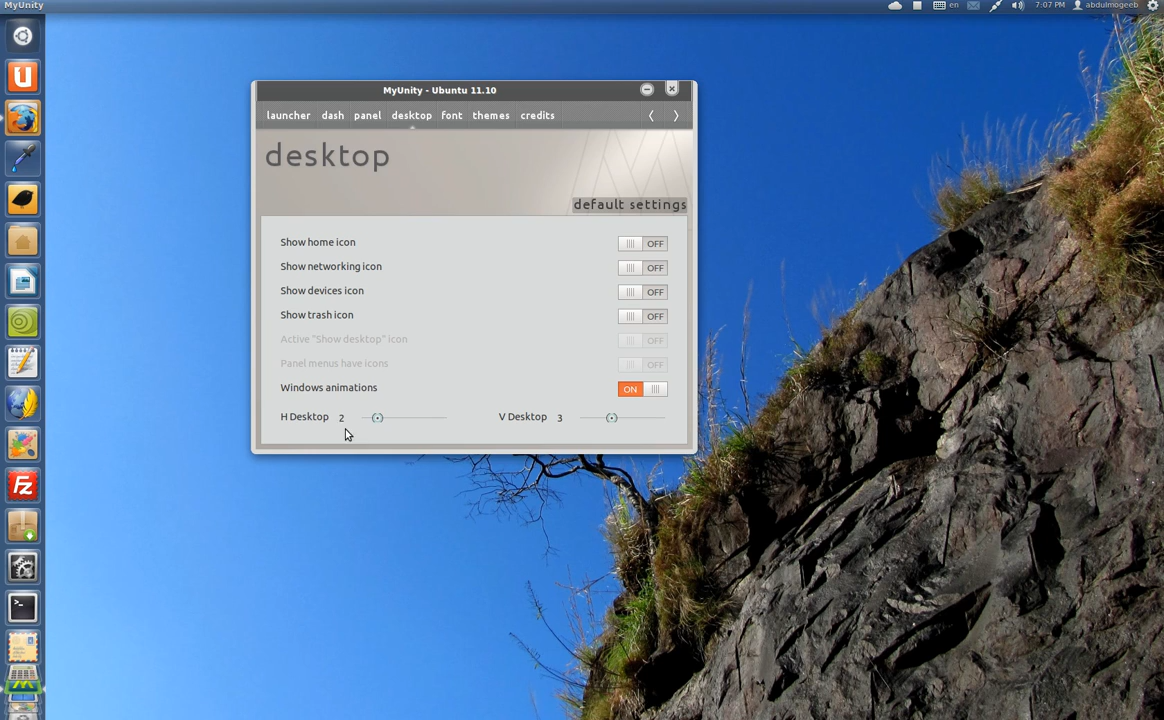 MyUnity
en
7:07 PM
abdulmogeeb
MyUnity - Ubuntu 11.10
launcher dash panel desktop font themes credits
desktop
default settings
Show home icon OFF
Show networking icon OFF
Show devices icon OFF
Show trash icon OFF
Active "Show desktop" icon OFF
Panel menus have icons OFF
Windows animations ON
H Desktop 2 V Desktop 3
U
FZ
>_